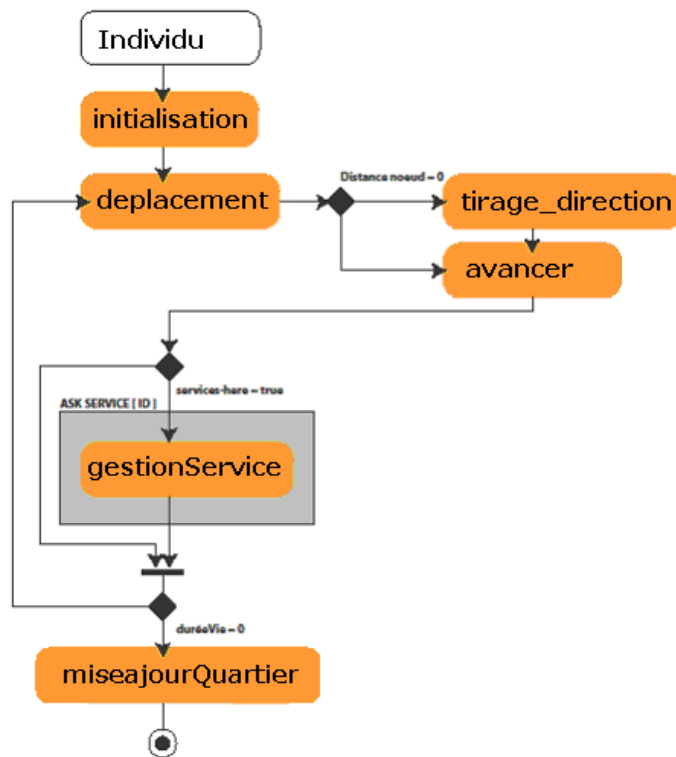 Individu
initialisation
deplacement
Distance noeud = 0
tirage_direction
avancer
services-here = true
ASK SERVICE [ ID ]
gestionService
duréeVie = 0
miseajourQuartier